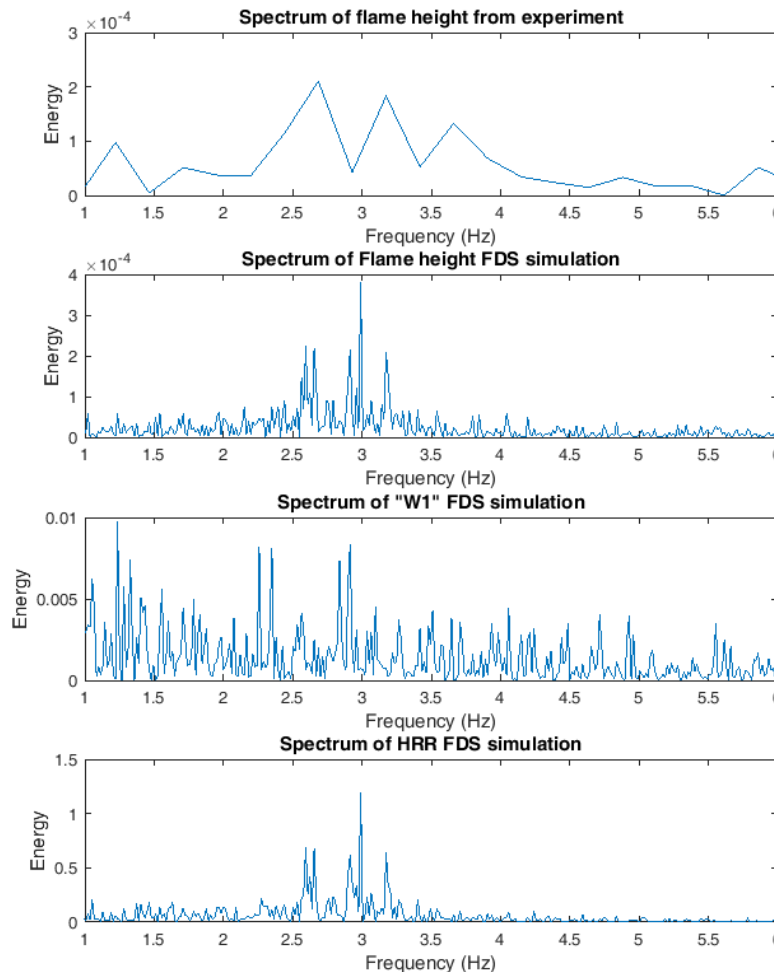 Spectrum of flame height from experiment
×10⁻⁴
3
2
1
0
Energy
1 1.5 2 2.5 3 3.5 4 4.5 5 5.5 6
Frequency (Hz)
Spectrum of Flame height FDS simulation
×10⁻⁴
4
3
2
1
0
Energy
1 1.5 2 2.5 3 3.5 4 4.5 5 5.5 6
Frequency (Hz)
Spectrum of "W1" FDS simulation
0.01
0.005
0
Energy
1 1.5 2 2.5 3 3.5 4 4.5 5 5.5 6
Frequency (Hz)
Spectrum of HRR FDS simulation
1.5
1
0.5
0
Energy
1 1.5 2 2.5 3 3.5 4 4.5 5 5.5 6
Frequency (Hz)